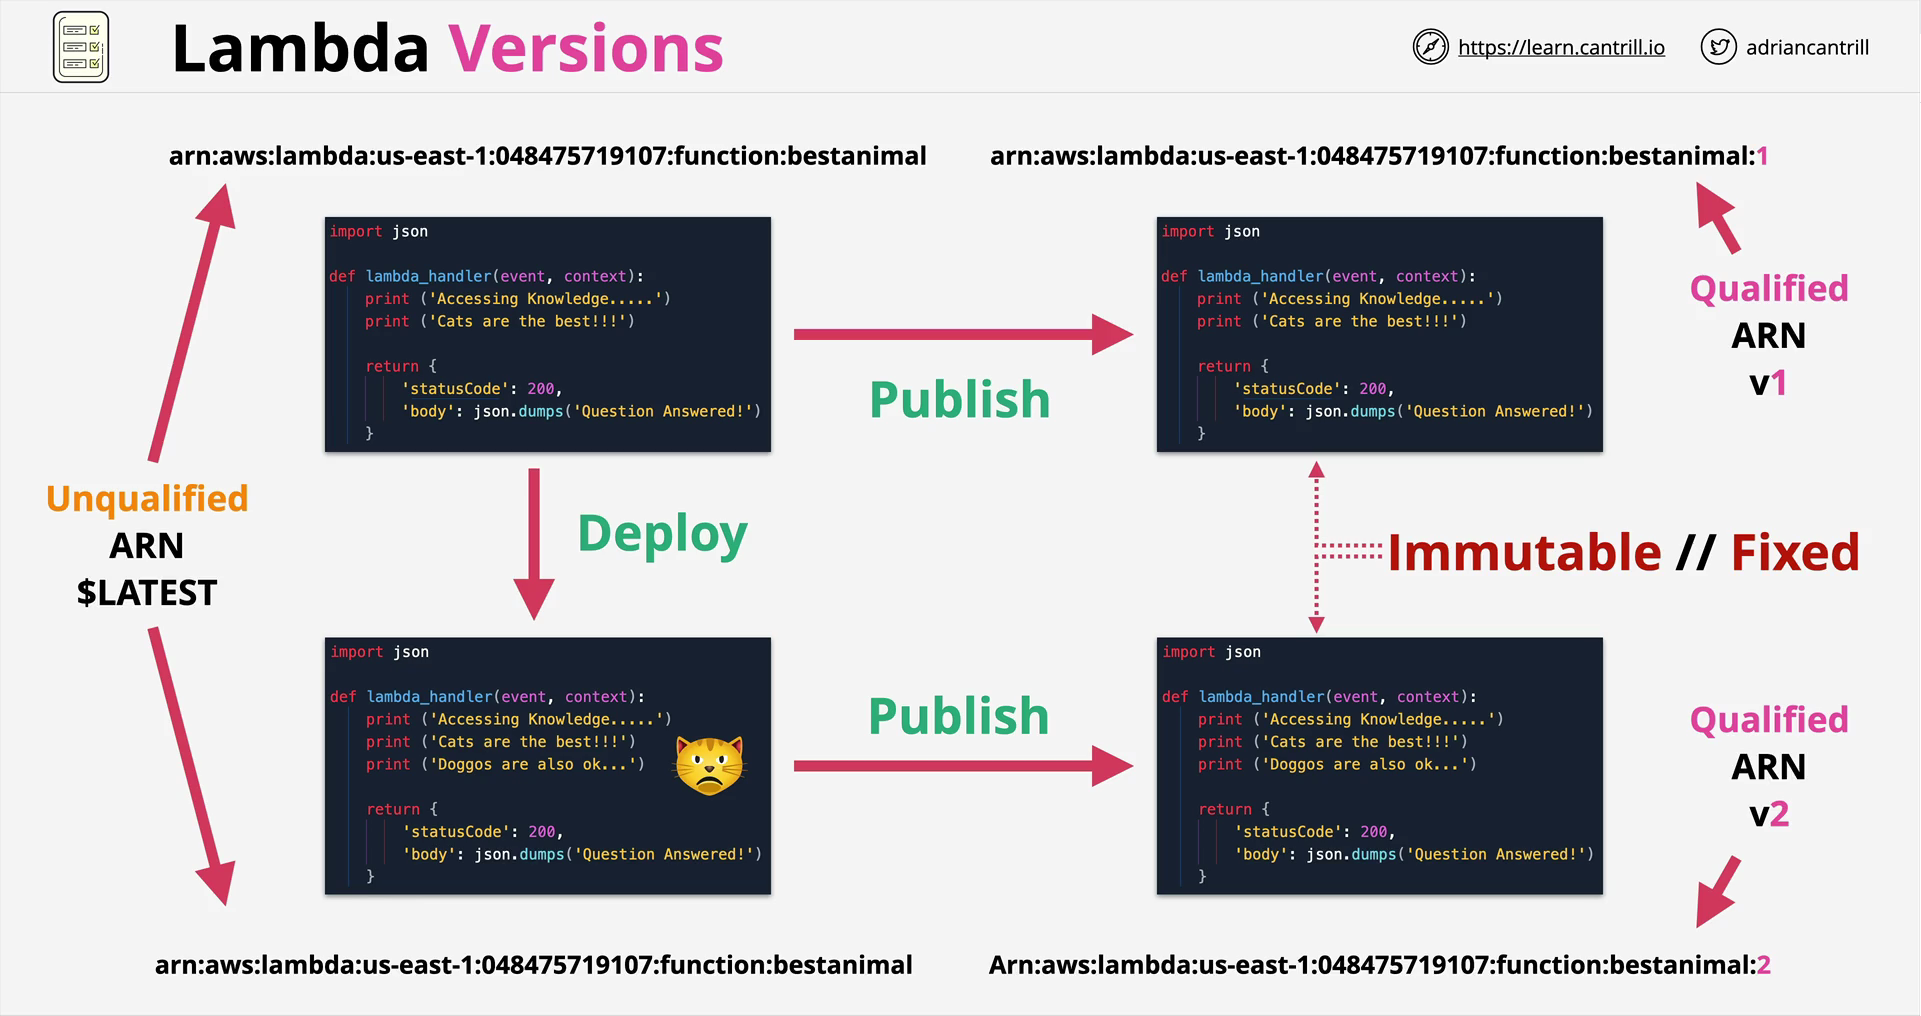 Lambda Versions
https://learn.cantrill.io
adriancantrill
arn:aws:lambda:us-east-1:048475719107:function:bestanimal
arn:aws:lambda:us-east-1:048475719107:function:bestanimal:1
import json
def lambda_handler(event, context):
print ('Accessing Knowledge.....')
print ('Cats are the best!!!')
return {
'statusCode': 200,
'body': json.dumps('Question Answered!')
}
Publish
import json
def lambda_handler(event, context):
print ('Accessing Knowledge.....')
print ('Cats are the best!!!')
return {
'statusCode': 200,
'body': json.dumps('Question Answered!')
}
Qualified
ARN
v1
Unqualified
ARN
$LATEST
Deploy
Immutable // Fixed
import json
def lambda_handler(event, context):
print ('Accessing Knowledge.....')
print ('Cats are the best!!!')
print ('Doggos are also ok...')
return {
'statusCode': 200,
'body': json.dumps('Question Answered!')
}
Publish
import json
def lambda_handler(event, context):
print ('Accessing Knowledge.....')
print ('Cats are the best!!!')
print ('Doggos are also ok...')
return {
'statusCode': 200,
'body': json.dumps('Question Answered!')
}
Qualified
ARN
v2
arn:aws:lambda:us-east-1:048475719107:function:bestanimal
Arn:aws:lambda:us-east-1:048475719107:function:bestanimal:2